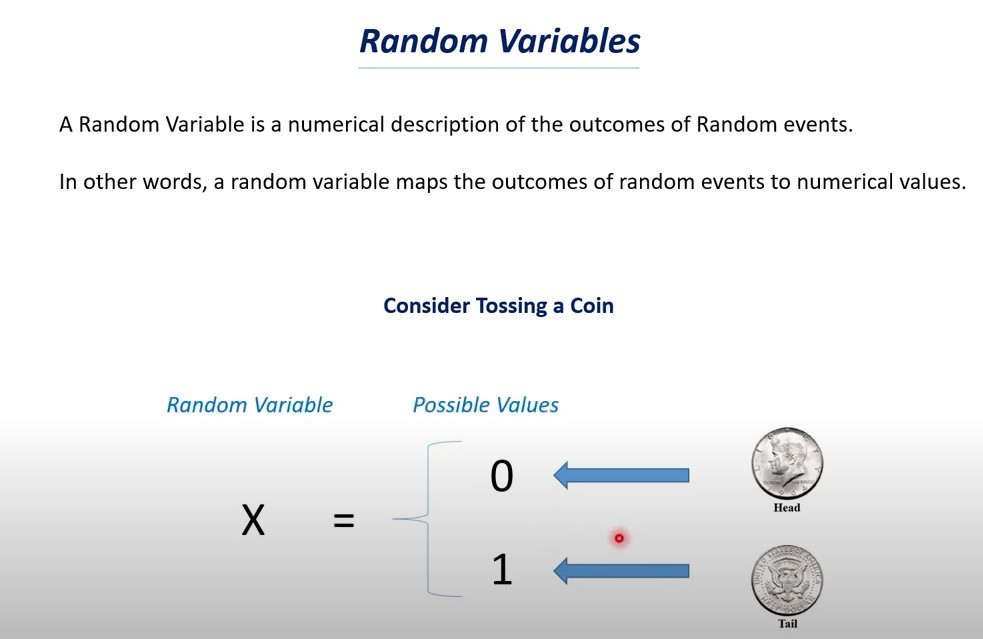 Random Variables
A Random Variable is a numerical description of the outcomes of Random events.
In other words, a random variable maps the outcomes of random events to numerical values.
Consider Tossing a Coin
Random Variable Possible Values
0
Head
X =
1
Tail